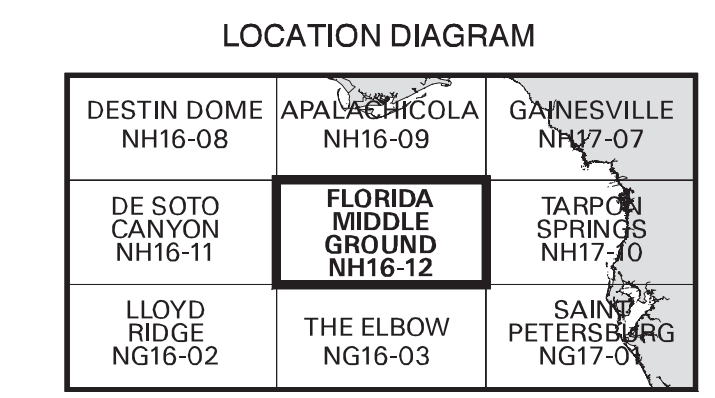 LOCATION DIAGRAM
DESTIN DOME
NH16-08
APALACHICOLA
NH16-09
GAINESVILLE
NH17-07
DE SOTO
CANYON
NH16-11
FLORIDA
MIDDLE
GROUND
NH16-12
TARPON
SPRINGS
NH17-10
LLOYD
RIDGE
NG16-02
THE ELBOW
NG16-03
SAINT
PETERSBURG
NG17-01